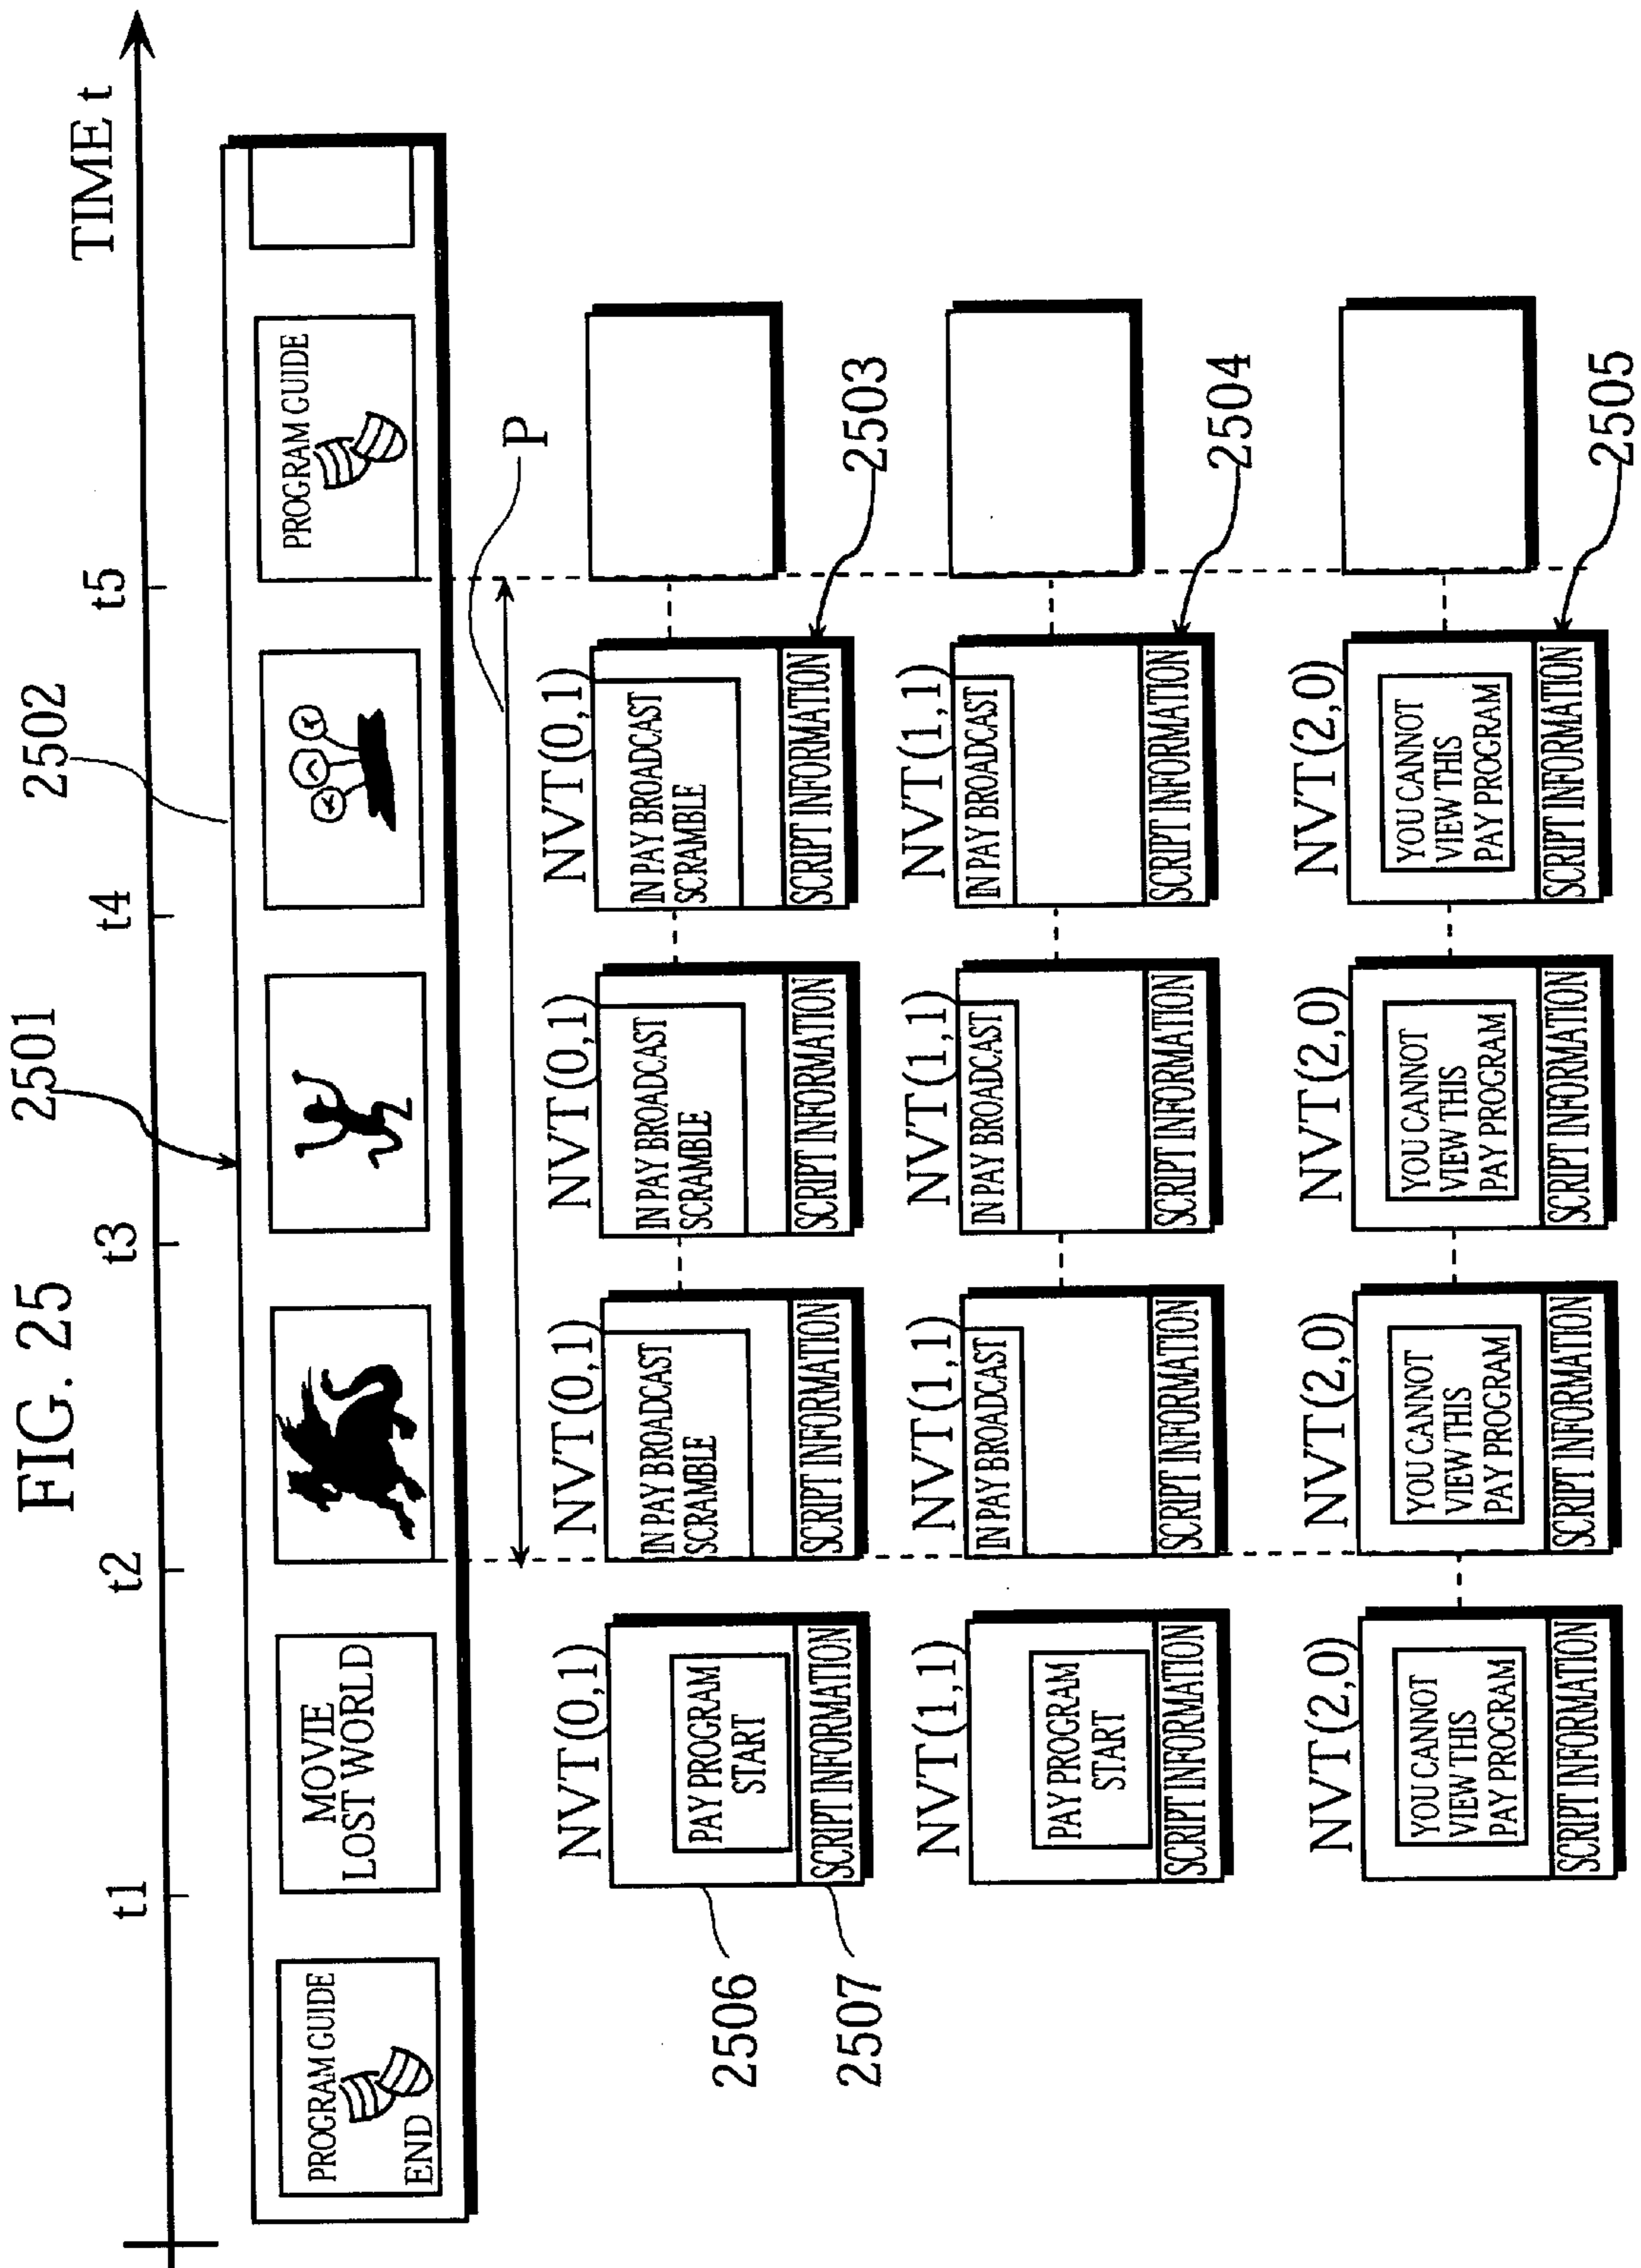 FIG. 25
TIME t
t1
t2
t3
t4
t5
2501
2502
PROGRAM GUIDE
END
MOVIE
LOST WORLD
PROGRAM GUIDE
P
NVT(0,1)
PAY PROGRAM
START
SCRIPT INFORMATION
NVT(0,1)
IN PAY BROADCAST
SCRAMBLE
SCRIPT INFORMATION
NVT(0,1)
IN PAY BROADCAST
SCRAMBLE
SCRIPT INFORMATION
NVT(0,1)
IN PAY BROADCAST
SCRAMBLE
SCRIPT INFORMATION
2503
2506
2507
NVT(1,1)
PAY PROGRAM
START
SCRIPT INFORMATION
NVT(1,1)
IN PAY BROADCAST
SCRIPT INFORMATION
NVT(1,1)
IN PAY BROADCAST
SCRIPT INFORMATION
NVT(1,1)
IN PAY BROADCAST
SCRIPT INFORMATION
2504
NVT(2,0)
YOU CANNOT
VIEW THIS
PAY PROGRAM
SCRIPT INFORMATION
NVT(2,0)
YOU CANNOT
VIEW THIS
PAY PROGRAM
SCRIPT INFORMATION
NVT(2,0)
YOU CANNOT
VIEW THIS
PAY PROGRAM
SCRIPT INFORMATION
NVT(2,0)
YOU CANNOT
VIEW THIS
PAY PROGRAM
SCRIPT INFORMATION
2505